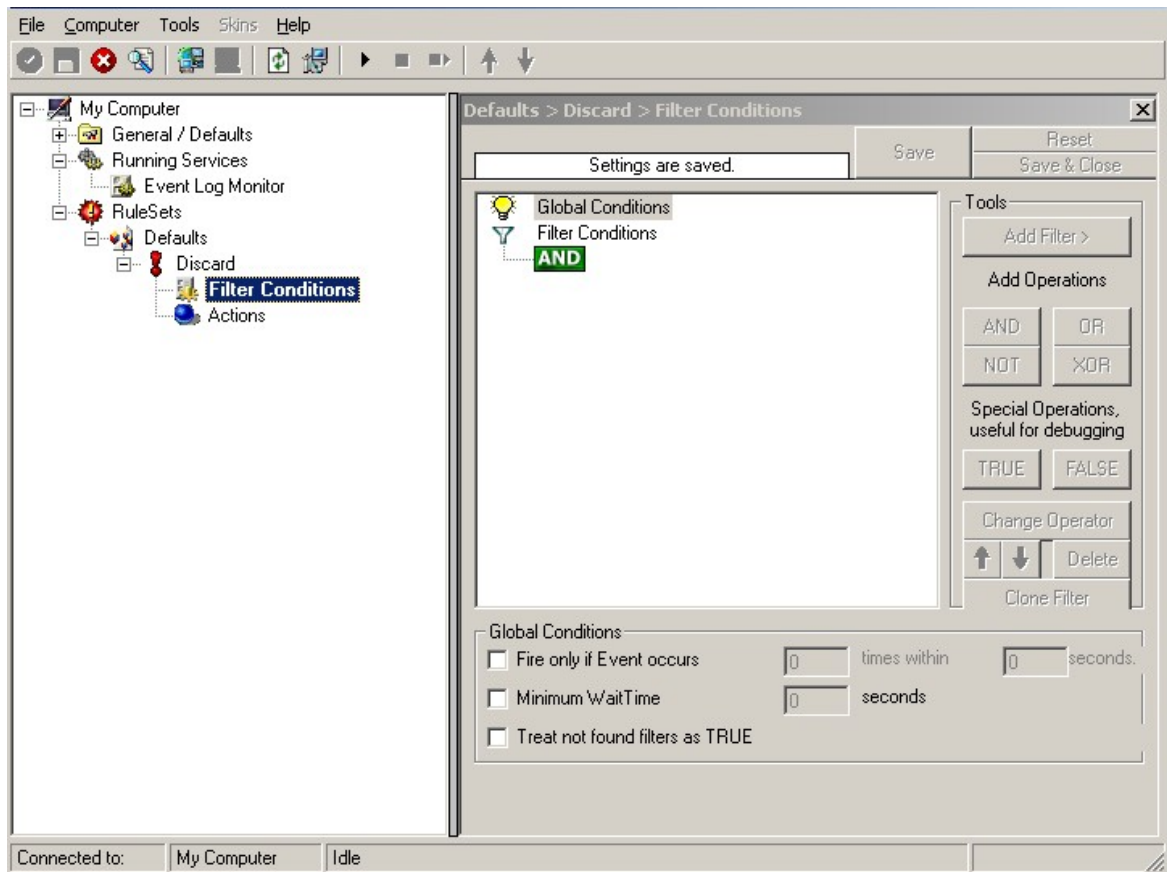 File Computer Tools Skins Help
My Computer
General / Defaults
Running Services
Event Log Monitor
RuleSets
Defaults
Discard
Filter Conditions
Actions
Defaults > Discard > Filter Conditions
Settings are saved.
Save
Reset
Save & Close
Global Conditions
Filter Conditions
AND
Tools
Add Filter >
Add Operations
AND OR
NOT XOR
Special Operations,
useful for debugging
TRUE FALSE
Change Operator
Delete
Clone Filter
Global Conditions
Fire only if Event occurs 0 times within 0 seconds.
Minimum WaitTime 0 seconds
Treat not found filters as TRUE
Connected to: My Computer Idle